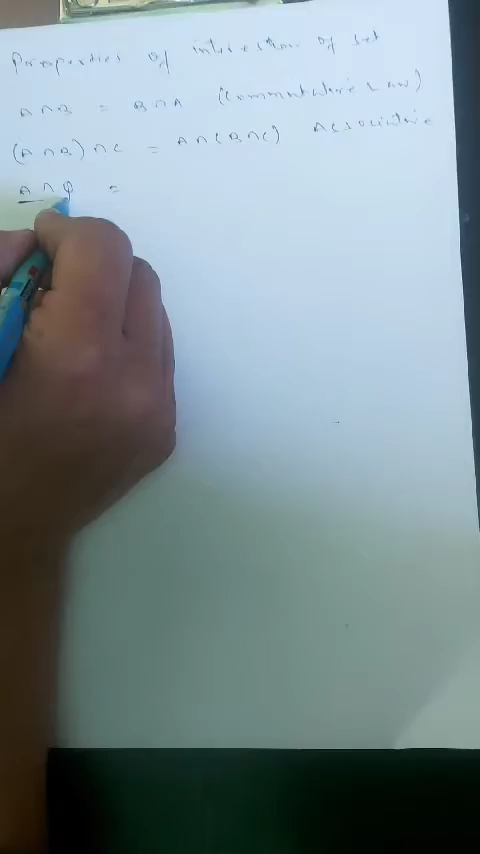 Properties of intersection of set
A ∩ B = B ∩ A (Commutative Law)
(A ∩ B) ∩ C = A ∩ (B ∩ C) Associative
A ∩ φ =